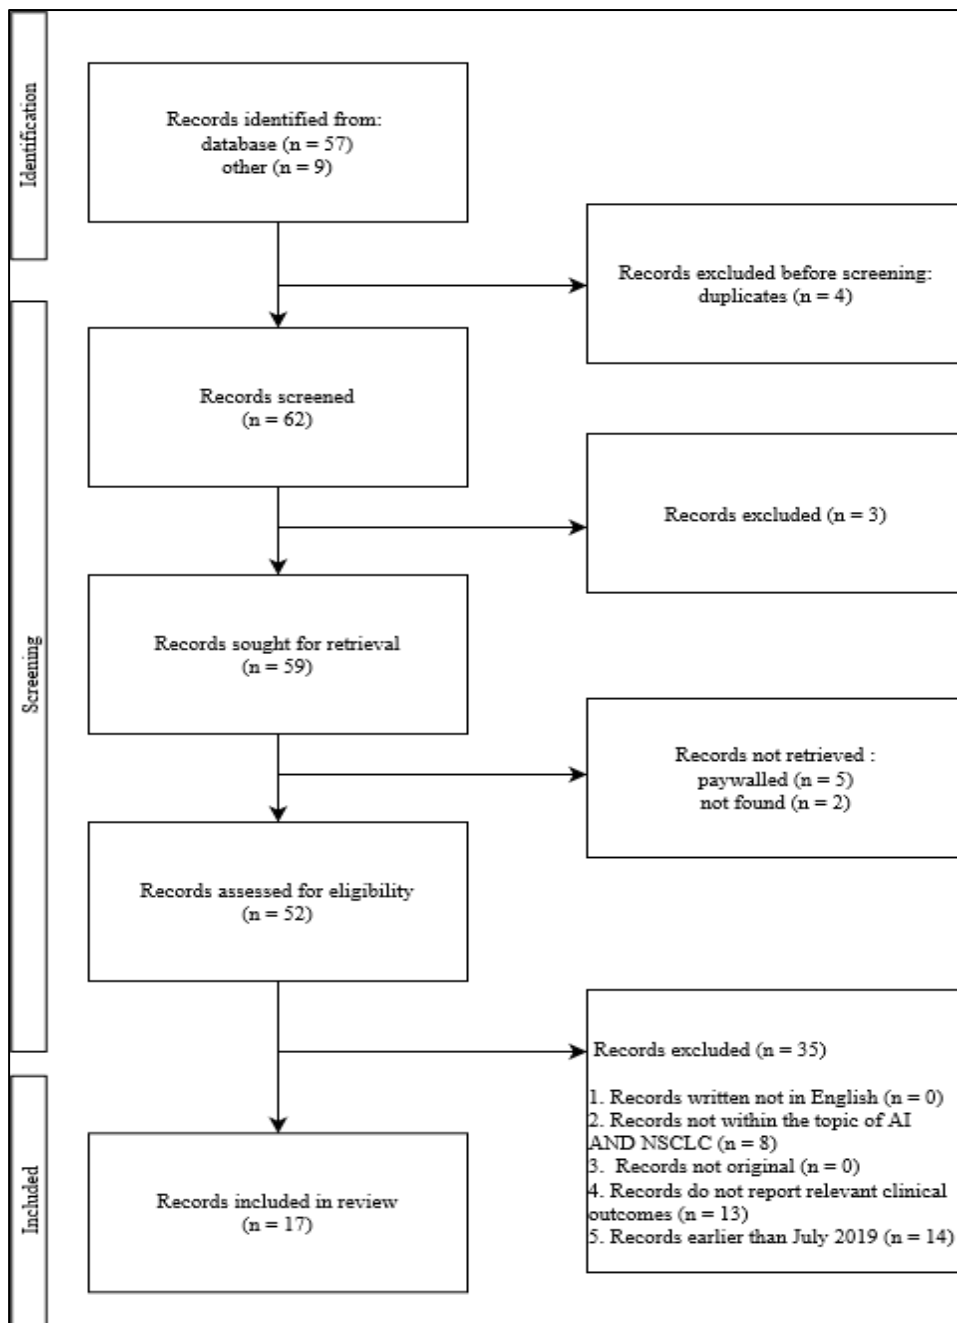 Identification
Records identified from:
database (n = 57)
other (n = 9)
Records excluded before screening:
duplicates (n = 4)
Screening
Records screened
(n = 62)
Records excluded (n = 3)
Records sought for retrieval
(n = 59)
Records not retrieved :
paywalled (n = 5)
not found (n = 2)
Records assessed for eligibility
(n = 52)
Records excluded (n = 35)
1. Records written not in English (n = 0)
2. Records not within the topic of AI
AND NSCLC (n = 8)
3. Records not original (n = 0)
4. Records do not report relevant clinical
outcomes (n = 13)
5. Records earlier than July 2019 (n = 14)
Included
Records included in review
(n = 17)